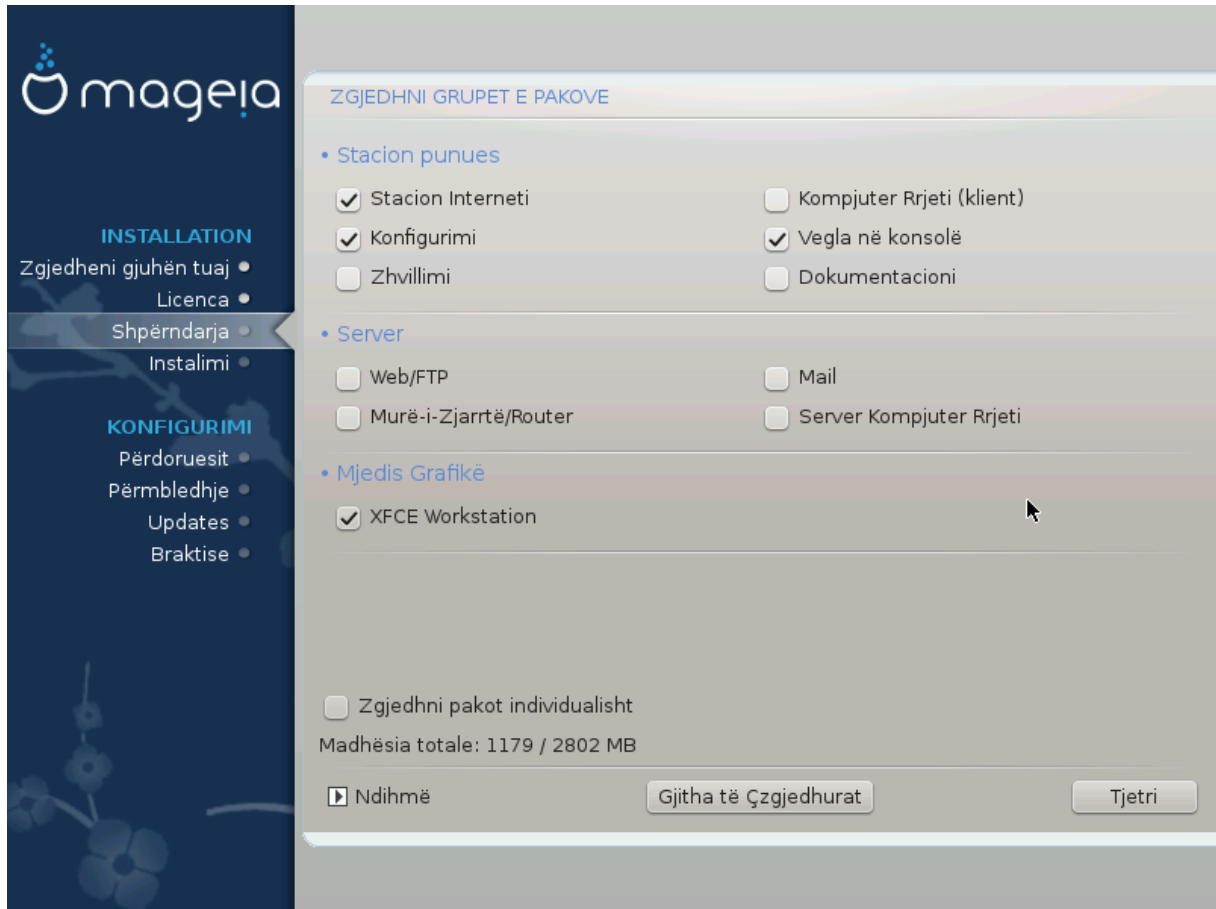 mageia
INSTALLATION
Zgjedheni gjuhën tuaj
Licenca
Shpërndarja
Instalimi
KONFIGURIMI
Përdoruesit
Përmbledhje
Updates
Braktise
ZGJEDHNI GRUPET E PAKOVE
• Stacion punues
Stacion Interneti
Kompjuter Rrjeti (klient)
Konfigurimi
Vegla në konsolë
Zhvillimi
Dokumentacioni
• Server
Web/FTP
Mail
Murë-i-Zjarrtë/Router
Server Kompjuter Rrjeti
• Mjedis Grafikë
XFCE Workstation
Zgjedhni pakot individualisht
Madhësia totale: 1179 / 2802 MB
Ndihmë
Gjitha të Çzgjedhurat
Tjetri